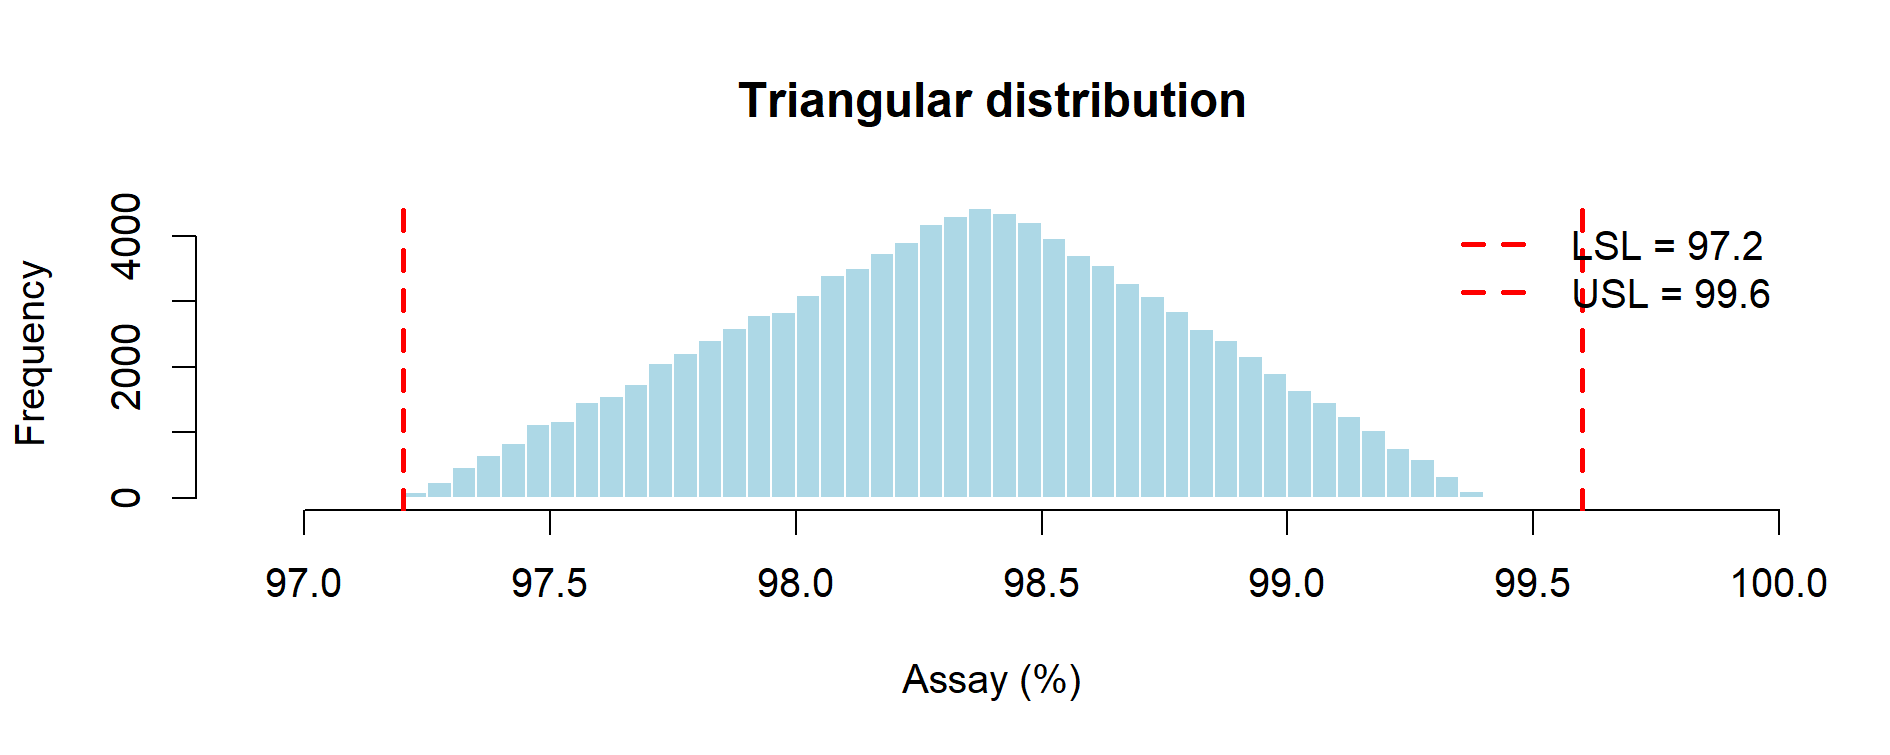 Triangular distribution
Frequency
4000
2000
0
LSL = 97.2
USL = 99.6
97.0 97.5 98.0 98.5 99.0 99.5 100.0
Assay (%)